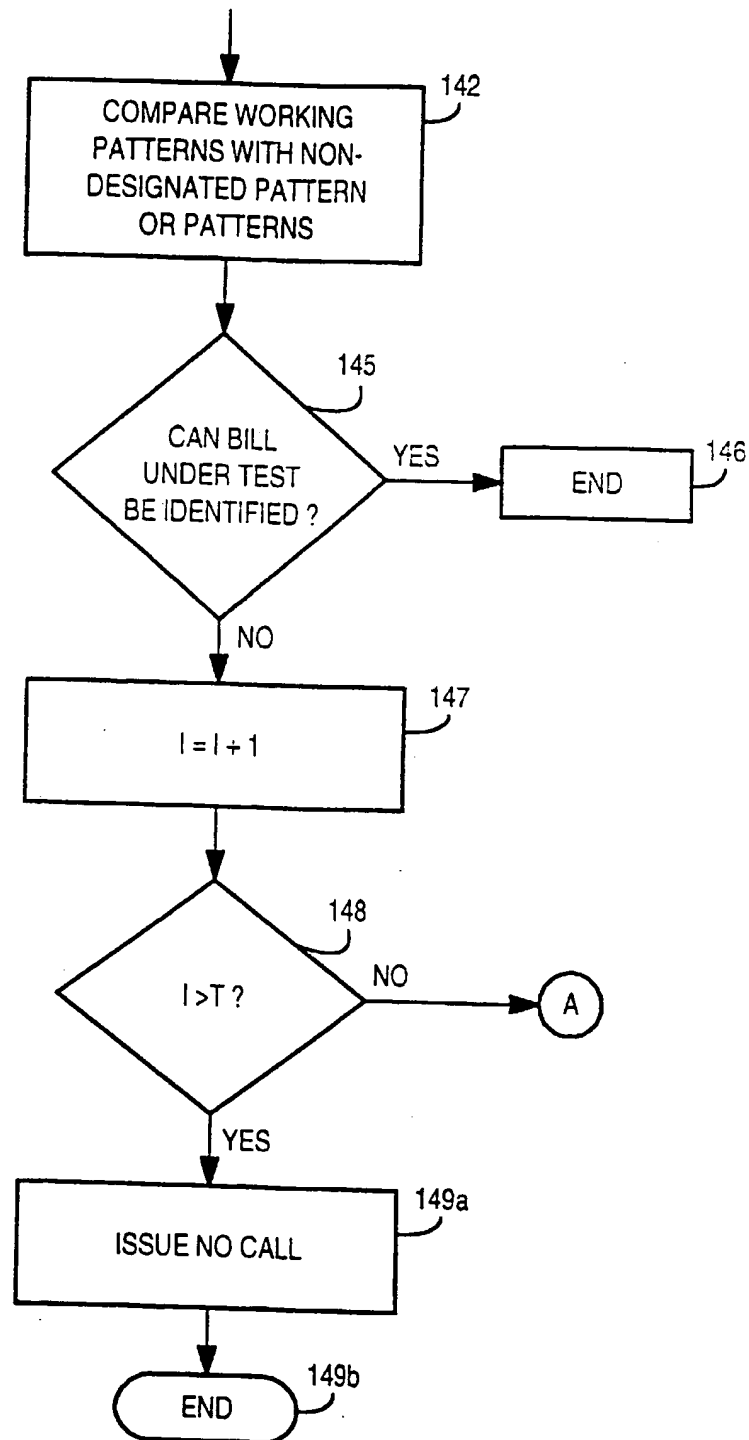 142
COMPARE WORKING
PATTERNS WITH NON-
DESIGNATED PATTERN
OR PATTERNS
145
CAN BILL
UNDER TEST
BE IDENTIFIED ?
YES
146
END
NO
147
I = I + 1
148
I >T ?
NO
A
YES
149a
ISSUE NO CALL
149b
END